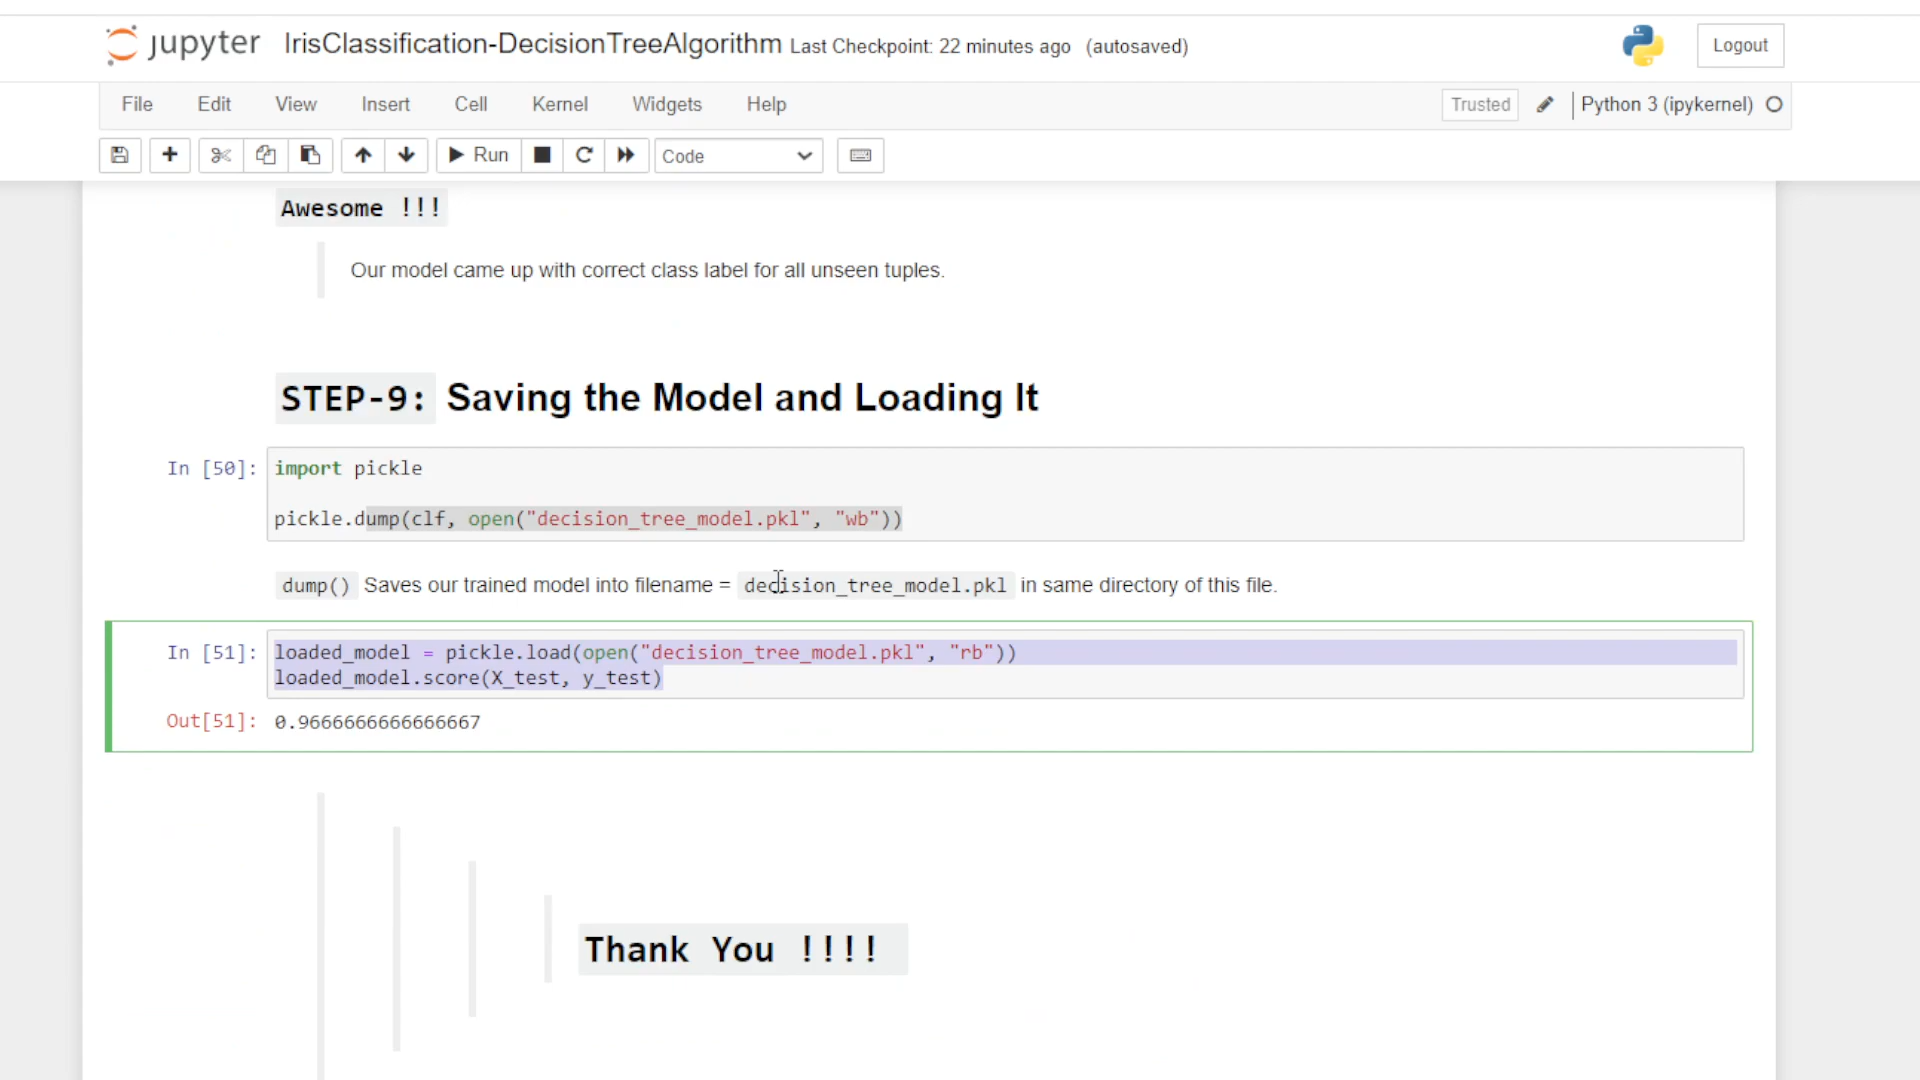 jupyter IrisClassification-DecisionTreeAlgorithm Last Checkpoint: 22 minutes ago (autosaved) Logout
File Edit View Insert Cell Kernel Widgets Help Trusted Python 3 (ipykernel)
Run Code
Awesome !!!
Our model came up with correct class label for all unseen tuples.
STEP-9: Saving the Model and Loading It
In [50]: import pickle
pickle.dump(clf, open("decision_tree_model.pkl", "wb"))
dump() Saves our trained model into filename = decision_tree_model.pkl in same directory of this file.
In [51]: loaded_model = pickle.load(open("decision_tree_model.pkl", "rb"))
loaded_model.score(X_test, y_test)
Out[51]: 0.9666666666666667
Thank You !!!!